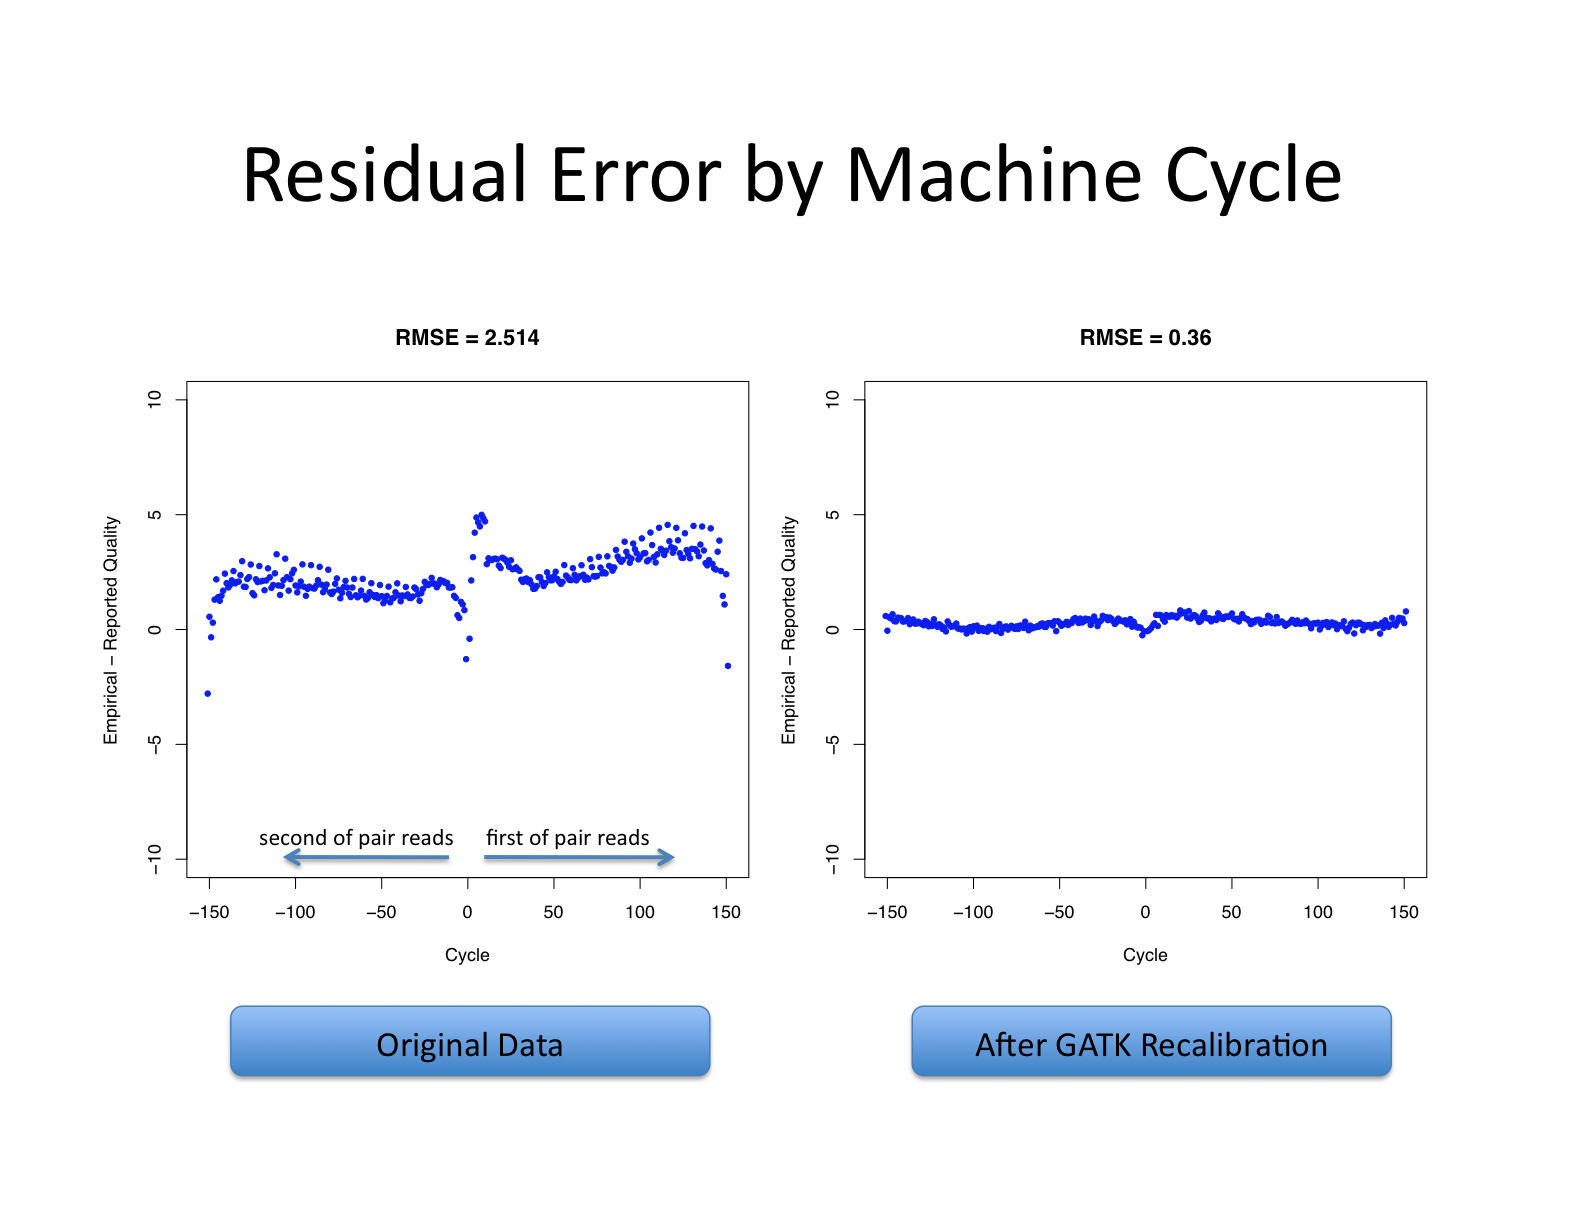 Residual Error by Machine Cycle
RMSE = 2.514
10
5
0
−5
−10
Empirical − Reported Quality
second of pair reads
first of pair reads
−150 −100 −50 0 50 100 150
Cycle
Original Data
RMSE = 0.36
10
5
0
−5
−10
Empirical − Reported Quality
−150 −100 −50 0 50 100 150
Cycle
After GATK Recalibration